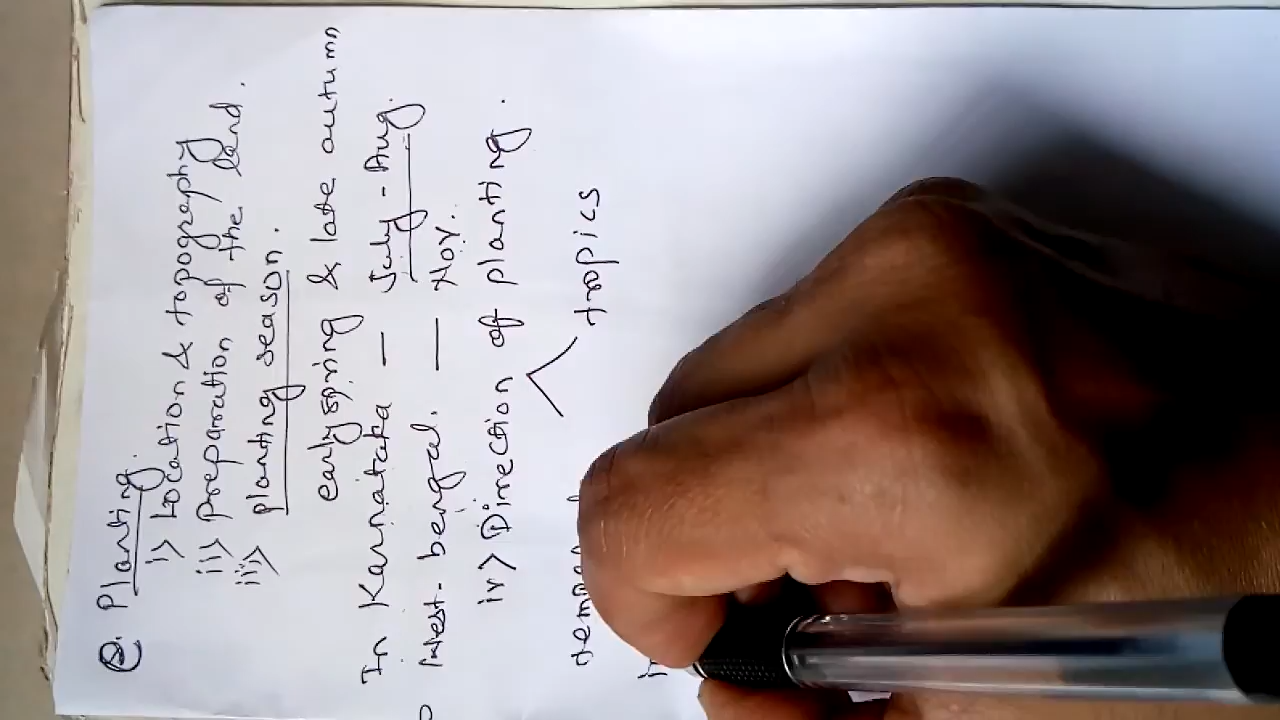 @. Planting.
i> Location & topography
ii> preparation of the land.
iii> planting season.
early spring & late autumn
In Karnataka — July - Aug.
West. bengal. — Nov.
iv> Direction of planting.
tropics